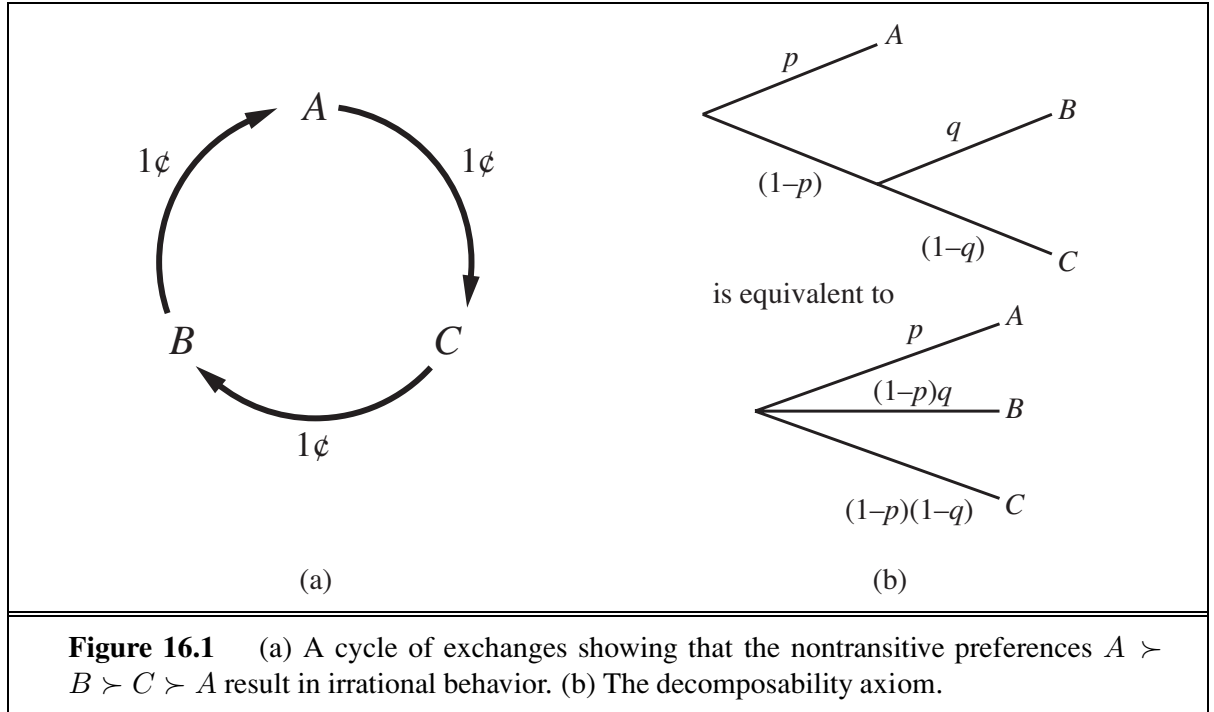 A
1¢
1¢
B
C
1¢
(a)
A
p
B
q
(1–p)
(1–q)
C
is equivalent to
A
p
(1–p)q
B
C
(1–p)(1–q)
(b)
Figure 16.1 (a) A cycle of exchanges showing that the nontransitive preferences A ≻
B ≻ C ≻ A result in irrational behavior. (b) The decomposability axiom.